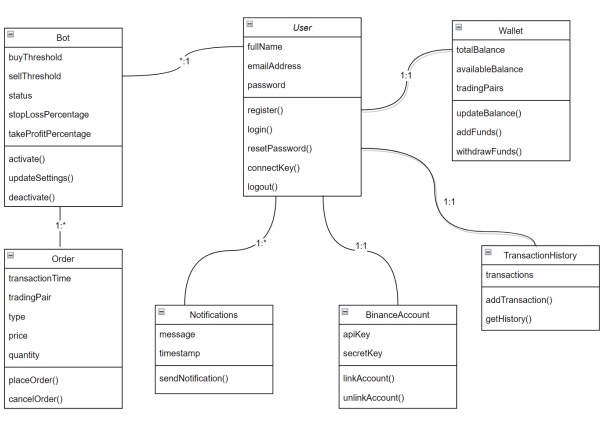 Bot
buyThreshold
sellThreshold
status
stopLossPercentage
takeProfitPercentage
activate()
updateSettings()
deactivate()
*:1
User
fullName
emailAddress
password
register()
login()
resetPassword()
connectKey()
logout()
1:1
Wallet
totalBalance
availableBalance
tradingPairs
updateBalance()
addFunds()
withdrawFunds()
1:1
1:*
Order
transactionTime
tradingPair
type
price
quantity
placeOrder()
cancelOrder()
1:*
Notifications
message
timestamp
sendNotification()
1:1
BinanceAccount
apiKey
secretKey
linkAccount()
unlinkAccount()
TransactionHistory
transactions
addTransaction()
getHistory()